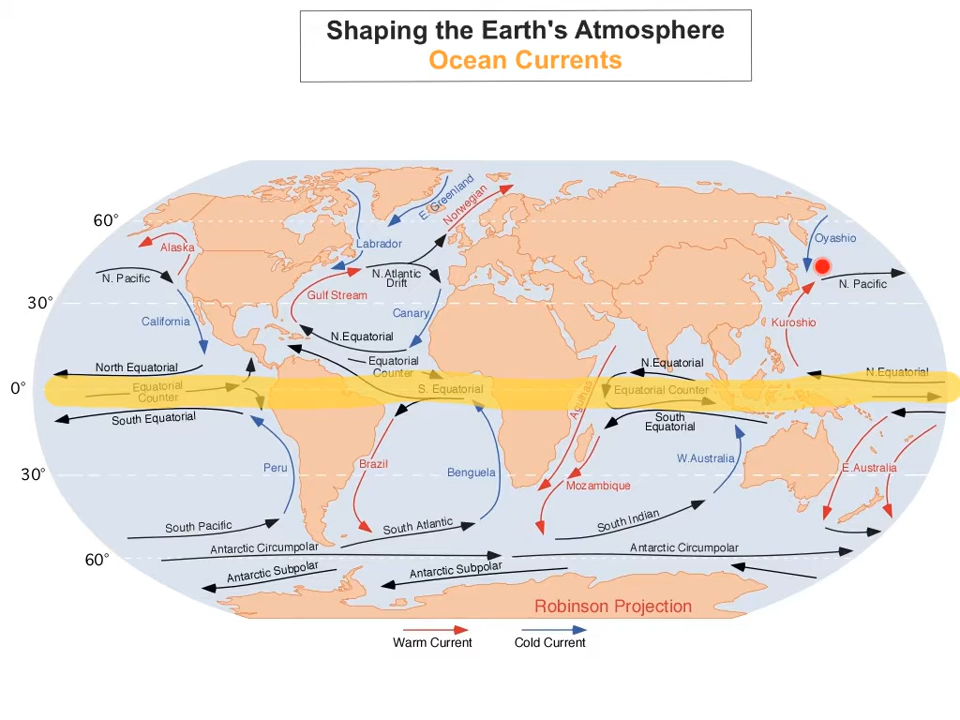 Shaping the Earth's Atmosphere
Ocean Currents
60°
30°
0°
30°
60°
Alaska
N. Pacific
California
North Equatorial
Equatorial
Counter
South Equatorial
Peru
South Pacific
Labrador
E. Greenland
Norwegian
N.Atlantic
Drift
Gulf Stream
Canary
N.Equatorial
Equatorial
Counter
S. Equatorial
Brazil
Benguela
South Atlantic
Antarctic Circumpolar
Antarctic Subpolar
Antarctic Subpolar
Agulhas
Mozambique
N.Equatorial
Equatorial Counter
South
Equatorial
W.Australia
South Indian
Antarctic Circumpolar
Oyashio
N. Pacific
Kuroshio
N.Equatorial
E.Australia
Robinson Projection
Warm Current
Cold Current